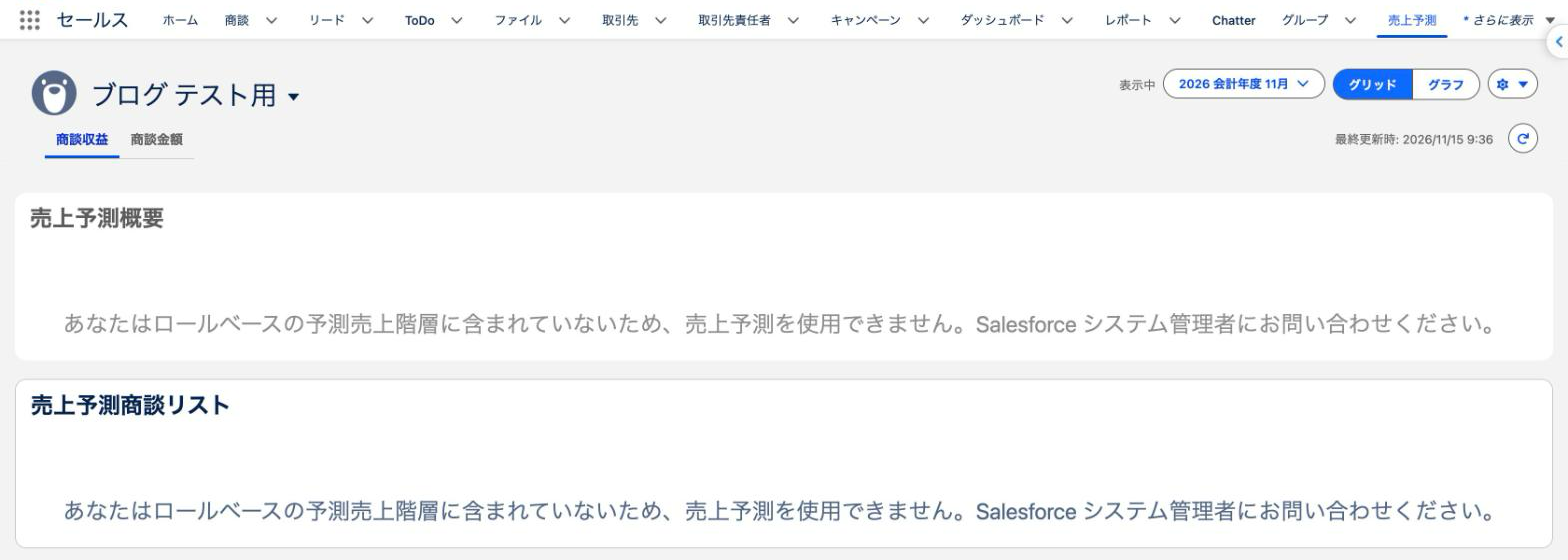 セールス ホーム 商談 リード ToDo ファイル 取引先 取引先責任者 キャンペーン ダッシュボード レポート Chatter グループ 売上予測 * さらに表示
ブログ テスト用
表示中 2026 会計年度 11月 グリッド グラフ
商談収益 商談金額
最終更新時: 2026/11/15 9:36
売上予測概要
あなたはロールベースの予測売上階層に含まれていないため、売上予測を使用できません。Salesforce システム管理者にお問い合わせください。
売上予測商談リスト
あなたはロールベースの予測売上階層に含まれていないため、売上予測を使用できません。Salesforce システム管理者にお問い合わせください。